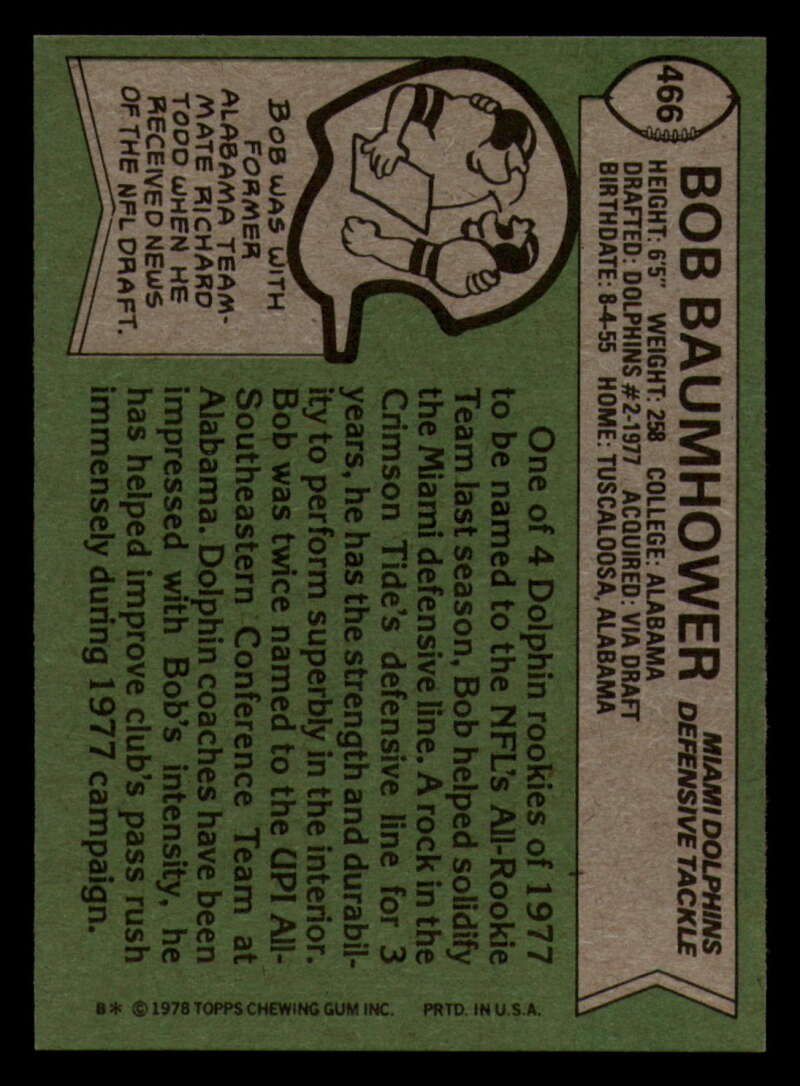 466
BOB BAUMHOWER
MIAMI DOLPHINS
DEFENSIVE TACKLE
HEIGHT: 6'5" WEIGHT: 258 COLLEGE: ALABAMA
DRAFTED: DOLPHINS #2-1977 ACQUIRED: VIA DRAFT
BIRTHDATE: 8-4-55 HOME: TUSCALOOSA, ALABAMA
BOB WAS WITH
FORMER
ALABAMA TEAM-
MATE RICHARD
TODD WHEN HE
RECEIVED NEWS
OF THE NFL DRAFT.
One of 4 Dolphin rookies of 1977
to be named to the NFL's All-Rookie
Team last season, Bob helped solidify
the Miami defensive line. A rock in the
Crimson Tide's defensive line for 3
years, he has the strength and durabil-
ity to perform superbly in the interior.
Bob was twice named to the UPI All-
Southeastern Conference Team at
Alabama. Dolphin coaches have been
impressed with Bob's intensity, he
has helped improve club's pass rush
immensely during 1977 campaign.
B* © 1978 TOPPS CHEWING GUM INC. PRTD. IN U.S.A.